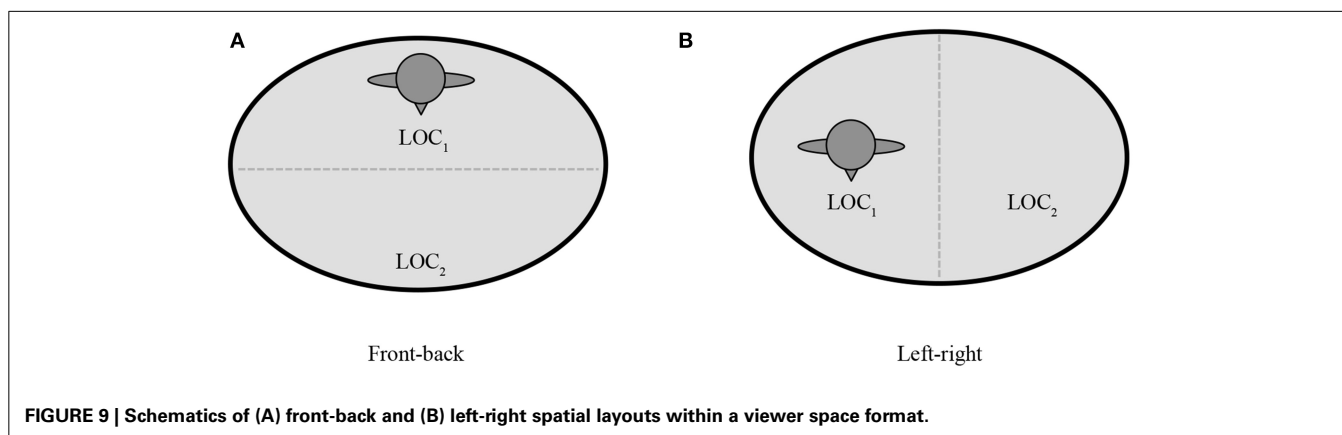 A
B
LOC₁
LOC₁
LOC₂
LOC₂
Front-back
Left-right
FIGURE 9 | Schematics of (A) front-back and (B) left-right spatial layouts within a viewer space format.